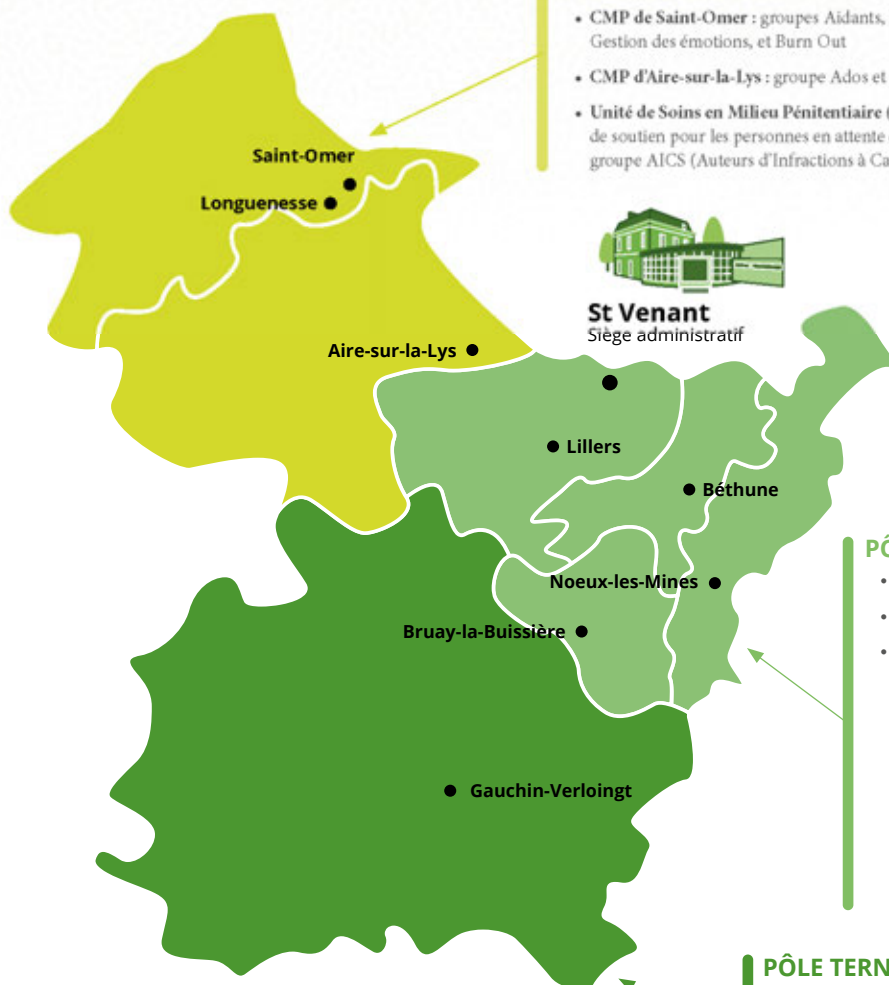 • CMP de Saint-Omer : groupes Aidants,
Gestion des émotions, et Burn Out
• CMP d'Aire-sur-la-Lys : groupe Ados et
• Unité de Soins en Milieu Pénitentiaire (
de soutien pour les personnes en attente
groupe AICS (Auteurs d'Infractions à Ca
Saint-Omer
Longuenesse
St Venant
Siège administratif
Aire-sur-la-Lys
Lillers
Béthune
PÔ
•
•
•
Noeux-les-Mines
Bruay-la-Buissière
Gauchin-Verloingt
PÔLE TERN